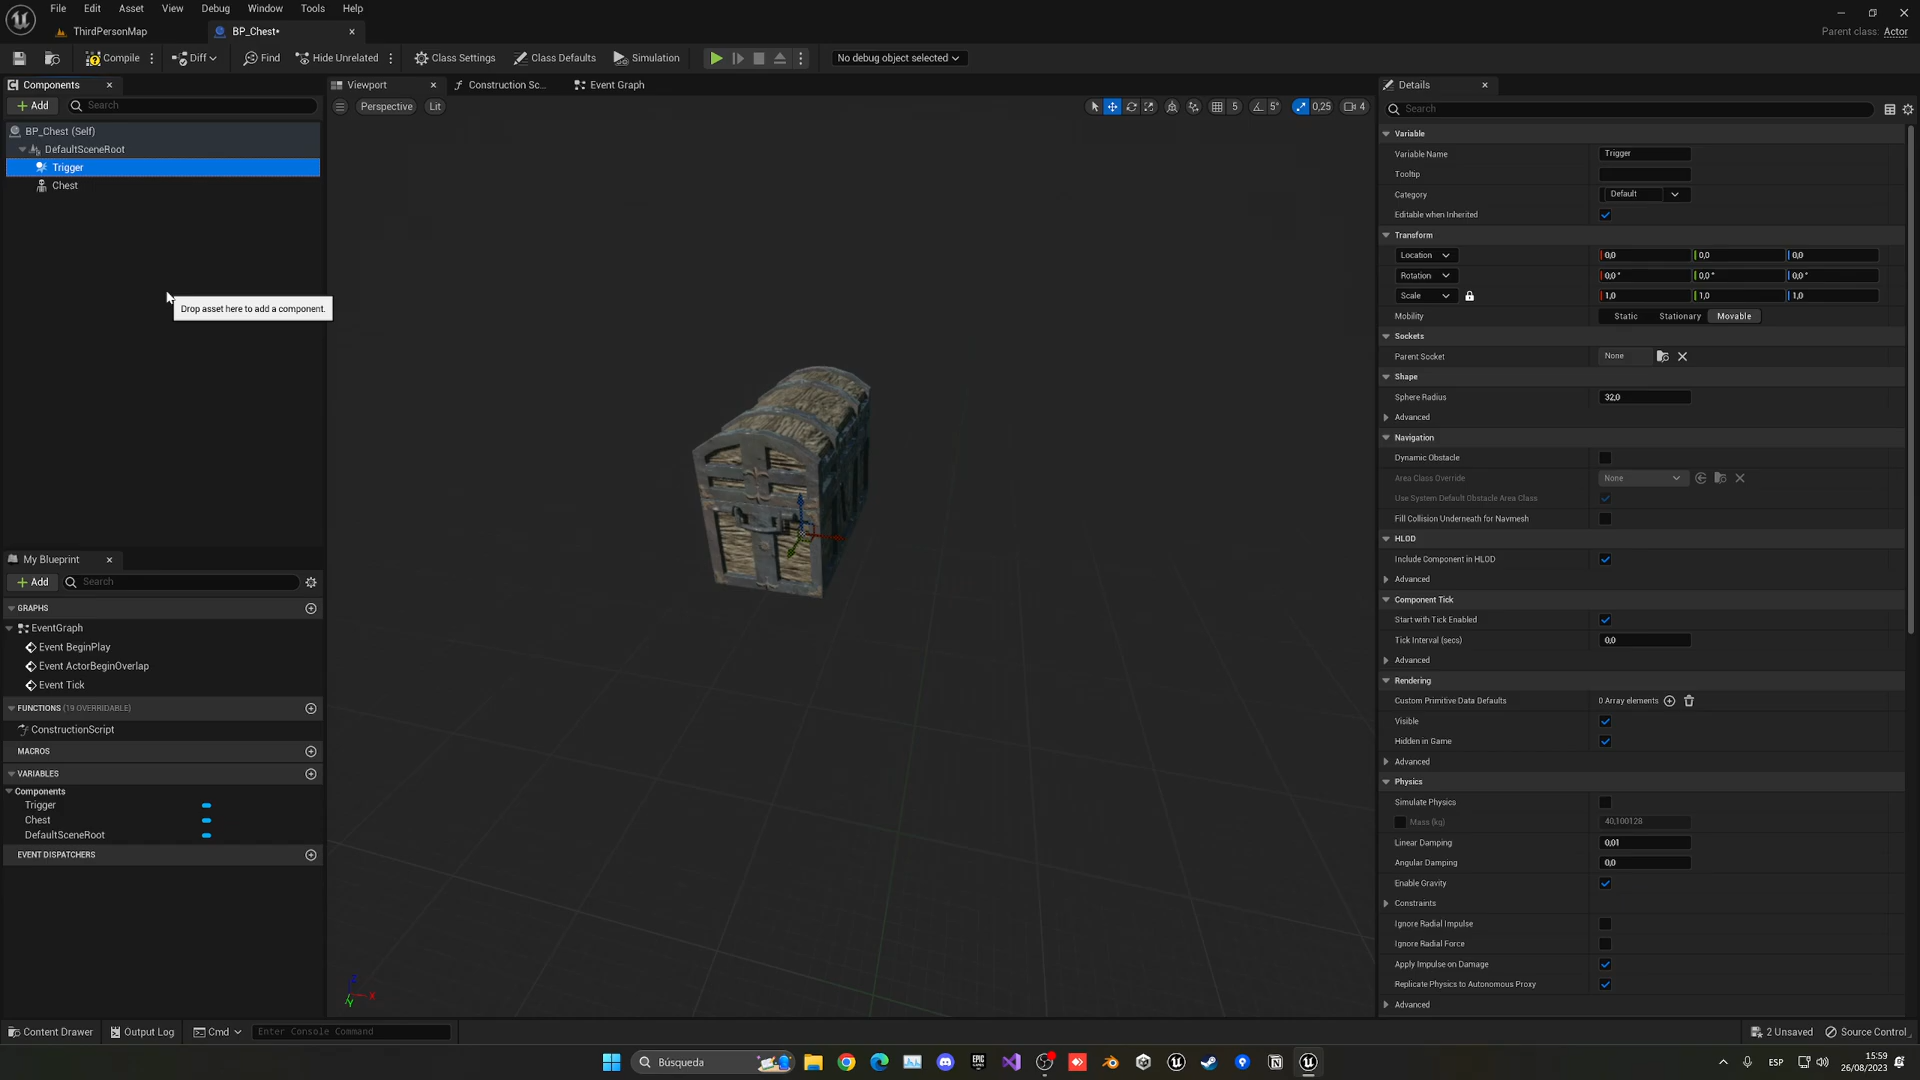 File Edit Asset View Debug Window Tools Help
ThirdPersonMap
BP_Chest*
Parent class: Actor
Compile
Diff
Find
Hide Unrelated
Class Settings
Class Defaults
Simulation
No debug object selected
Components
Add
Search
BP_Chest (Self)
DefaultSceneRoot
Trigger
Chest
Drop asset here to add a component.
My Blueprint
Add
Search
GRAPHS
EventGraph
Event BeginPlay
Event ActorBeginOverlap
Event Tick
FUNCTIONS (19 OVERRIDABLE)
ConstructionScript
MACROS
VARIABLES
Components
Trigger
Chest
DefaultSceneRoot
EVENT DISPATCHERS
Viewport
Construction Sc...
Event Graph
Perspective
Lit
5
5°
0,25
4
Z
X
Y
Details
Search
Variable
Variable Name Trigger
Tooltip
Category Default
Editable when Inherited
Transform
Location 0,0 0,0 0,0
Rotation 0,0° 0,0° 0,0°
Scale 1,0 1,0 1,0
Mobility Static Stationary Movable
Sockets
Parent Socket None
Shape
Sphere Radius 32,0
Advanced
Navigation
Dynamic Obstacle
Area Class Override None
Use System Default Obstacle Area Class
Fill Collision Underneath for Navmesh
HLOD
Include Component in HLOD
Advanced
Component Tick
Start with Tick Enabled
Tick Interval (secs) 0,0
Advanced
Rendering
Custom Primitive Data Defaults 0 Array elements
Visible
Hidden in Game
Advanced
Physics
Simulate Physics
Mass (kg) 40,100128
Linear Damping 0,01
Angular Damping 0,0
Enable Gravity
Constraints
Ignore Radial Impulse
Ignore Radial Force
Apply Impulse on Damage
Replicate Physics to Autonomous Proxy
Advanced
Content Drawer
Output Log
Cmd
Enter Console Command
2 Unsaved
Source Control
Búsqueda
EPIC
GAMES
ESP
15:59
26/08/2023